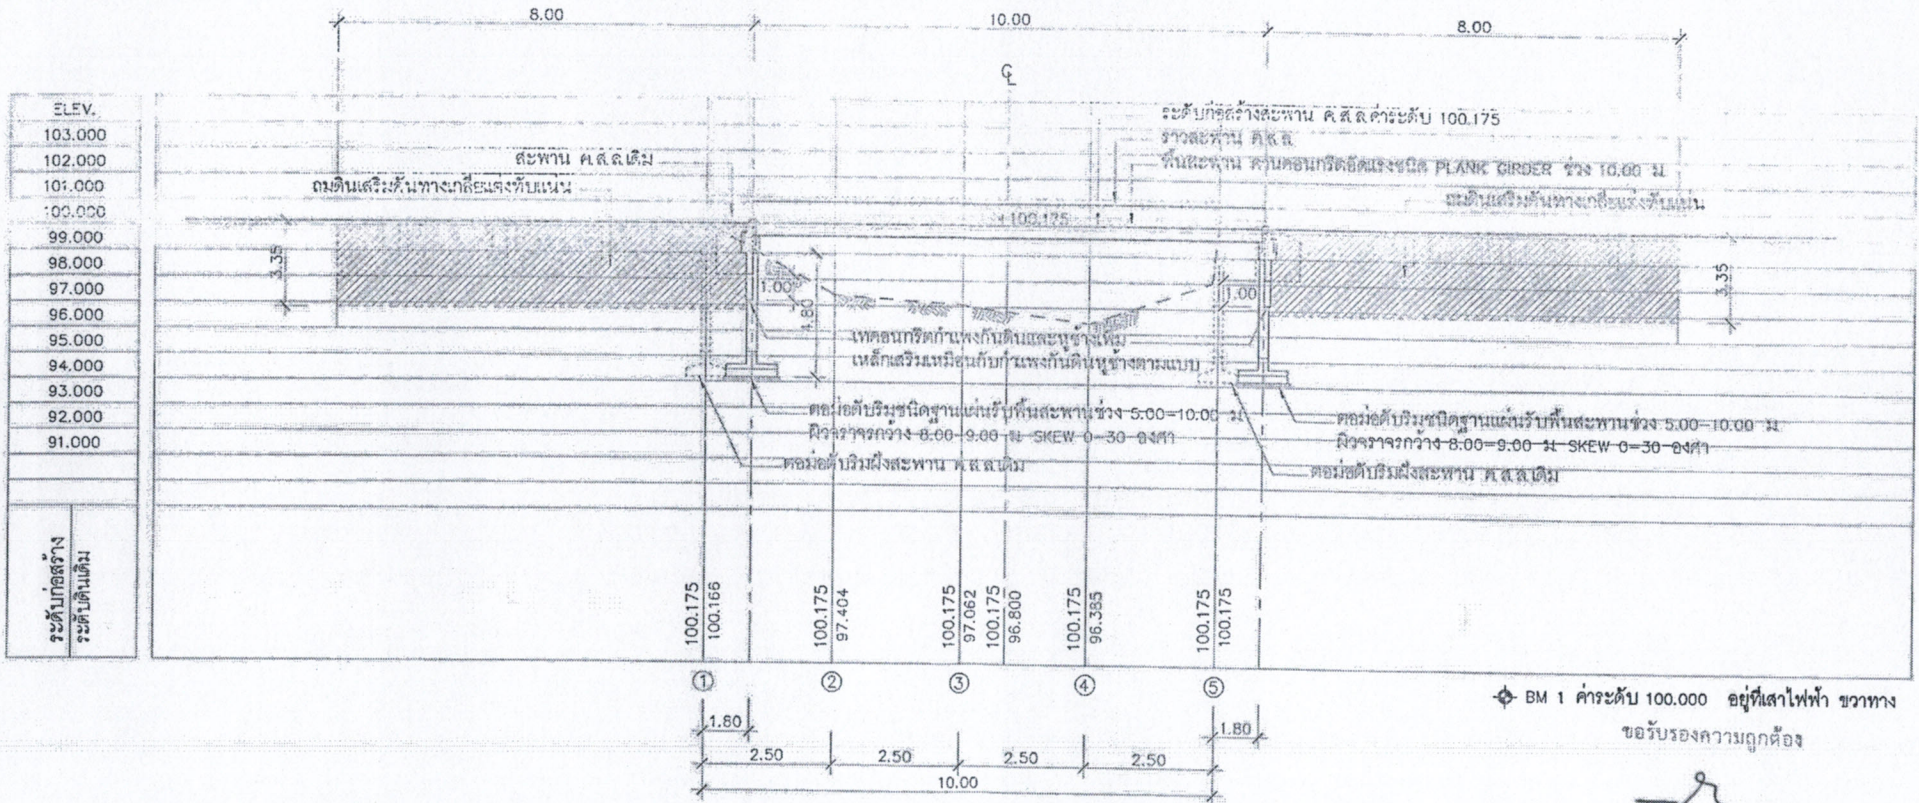 8.00
10.00
8.00
ELEV.
103.000
102.000
101.000
100.000
99.000
98.000
97.000
96.000
95.000
94.000
93.000
92.000
91.000
ระดับก่อสร้างสะพาน ค.ส.ล.ค่าระดับ 100.175
ราวสะพาน ค.ส.ล.
พื้นสะพาน คานคอนกรีตอัดแรงชนิด PLANK GIRDER ช่วง 10.00 ม
สะพาน ค.ส.ล.เดิม
ถมดินเสริมคันทางเกลี่ยแต่งทับแน่น
ถมดินเสริมคันทางเกลี่ยแต่งทับแน่น
100.175
3.35
1.00
4.80
1.00
3.35
เทคอนกรีตกำแพงกันดินและหูช้างเพิ่ม
เหล็กเสริมเหมือนกับกำแพงกันดินหูช้างตามแบบ
ตอม่อตับริมชนิดฐานแผ่นรับพื้นสะพานช่วง 5.00-10.00 ม
ผิวจราจรกว้าง 8.00-9.00 ม SKEW 0-30 องศา
ตอม่อตับริมฝั่งสะพาน ค.ส.ล.เดิม
ตอม่อตับริมชนิดฐานแผ่นรับพื้นสะพานช่วง 5.00-10.00 ม
ผิวจราจรกว้าง 8.00-9.00 ม SKEW 0-30 องศา
ตอม่อตับริมฝั่งสะพาน ค.ส.ล.เดิม
ระดับก่อสร้าง
ระดับดินเดิม
100.175
100.166
100.175
97.404
100.175
97.062
100.175
96.800
100.175
96.385
100.175
100.175
1
2
3
4
5
1.80
1.80
2.50
2.50
2.50
2.50
10.00
BM 1 ค่าระดับ 100.000 อยู่ที่เสาไฟฟ้า ขวาทาง
ขอรับรองความถูกต้อง